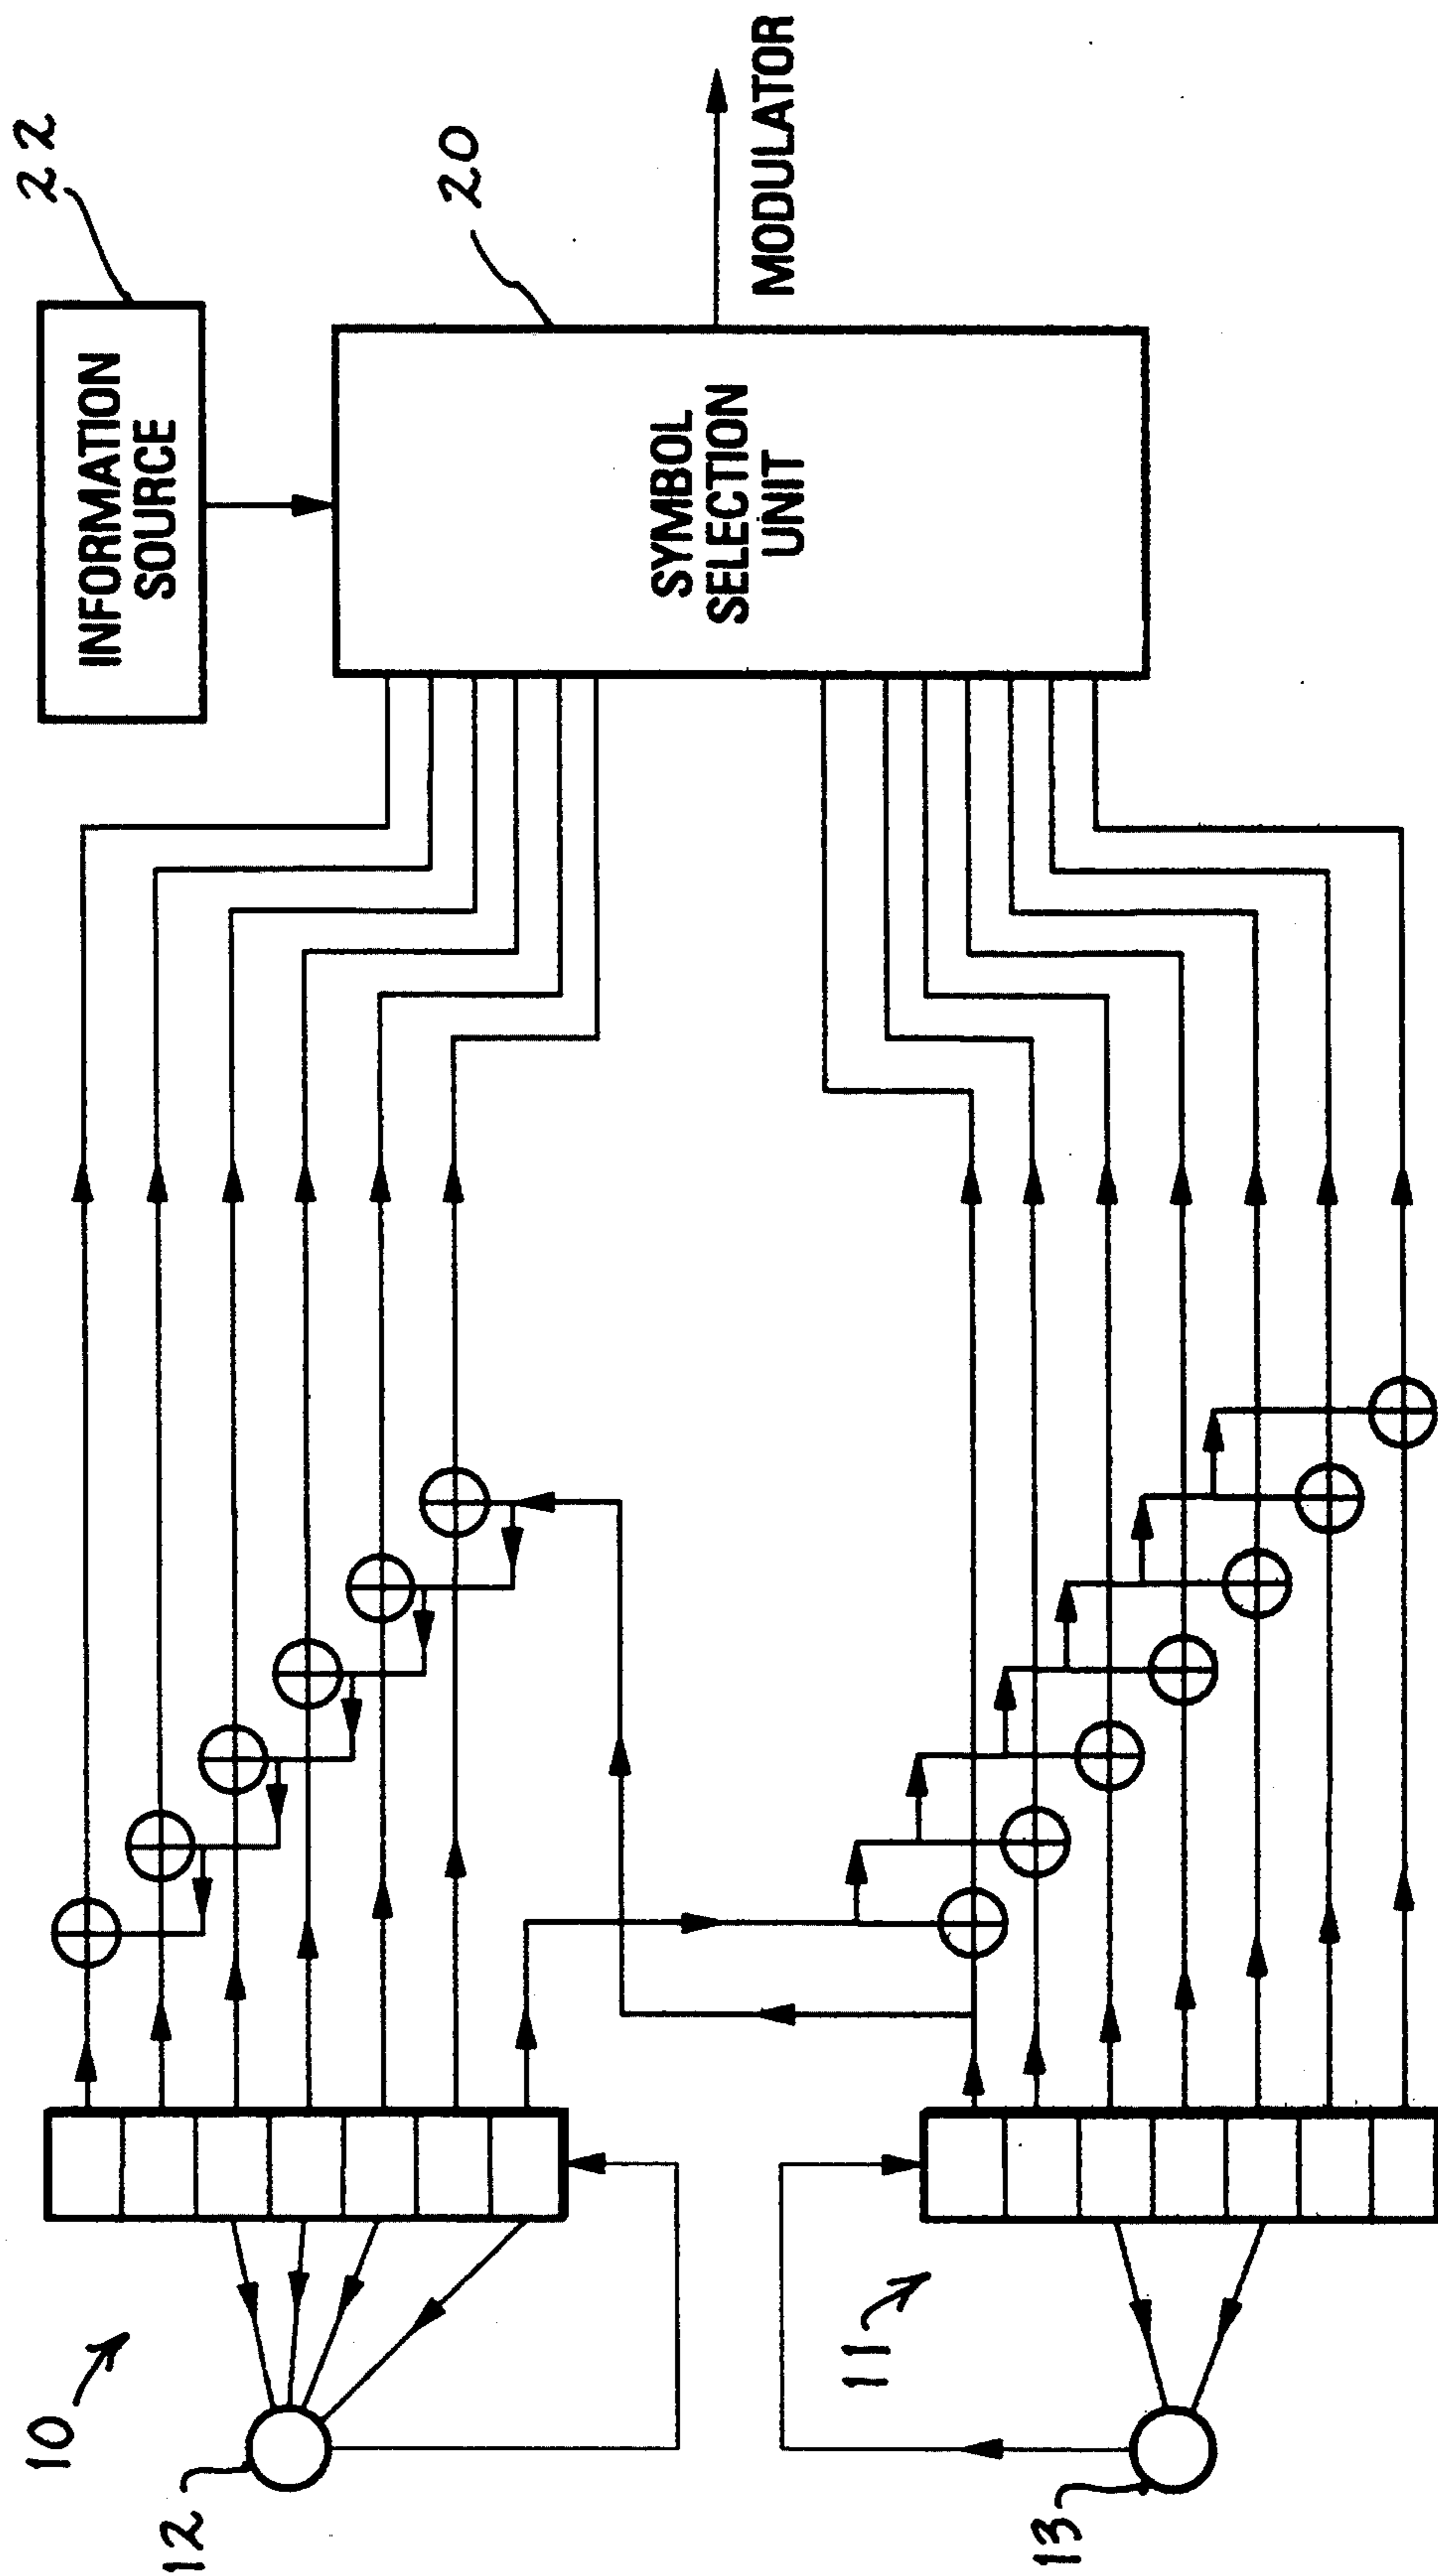 22
INFORMATION
SOURCE
20
SYMBOL
SELECTION
UNIT
MODULATOR
10
12
11
13